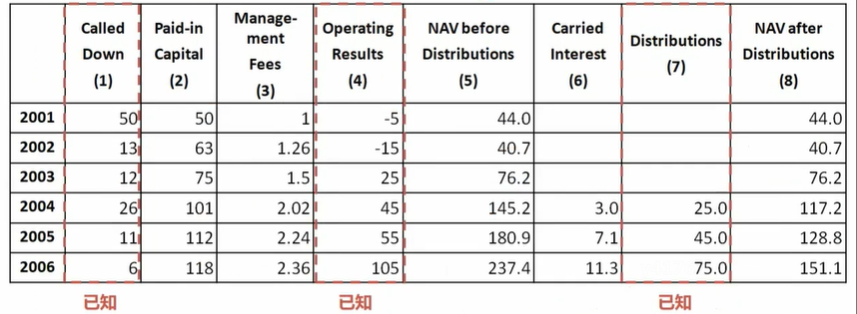 Called Down (1) Paid-in Capital (2) Manage-ment Fees (3) Operating Results (4) NAV before Distributions (5) Carried Interest (6) Distributions (7) NAV after Distributions (8)
2001 50 50 1 -5 44.0 44.0
2002 13 63 1.26 -15 40.7 40.7
2003 12 75 1.5 25 76.2 76.2
2004 26 101 2.02 45 145.2 3.0 25.0 117.2
2005 11 112 2.24 55 180.9 7.1 45.0 128.8
2006 6 118 2.36 105 237.4 11.3 75.0 151.1
已知 已知 已知